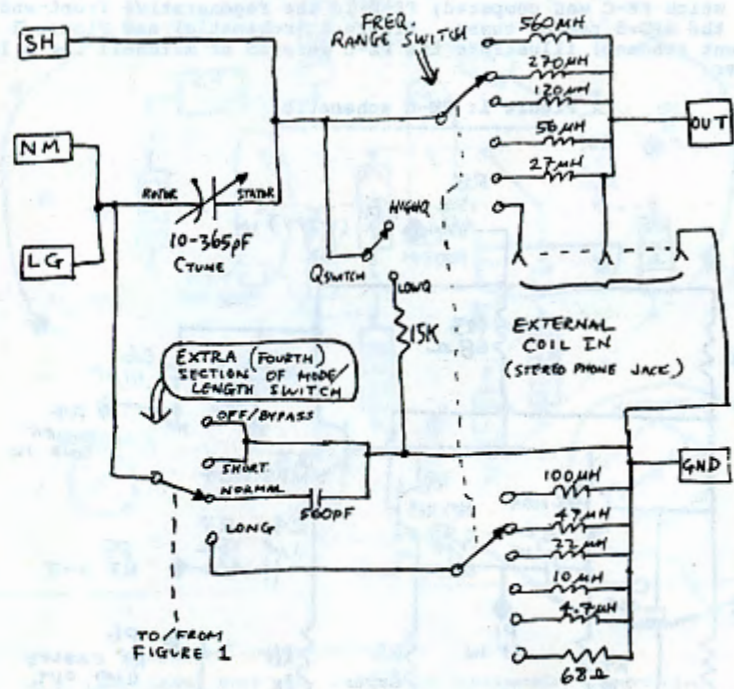 SH
NM
LG
FREQ.
RANGE SWITCH
560µH
270µH
120µH
56µH
27µH
OUT
ROTOR
STATOR
10-365pF
CTUNE
HIGHQ
QSWITCH
LOWQ
15K
EXTERNAL
COIL IN
(STEREO PHONE JACK)
EXTRA (FOURTH)
SECTION OF MODE/
LENGTH SWITCH
OFF/BYPASS
SHORT
NORMAL
560PF
LONG
GND
100µH
47µH
22µH
10µH
4.7µH
68Ω
TO/FROM
FIGURE 1